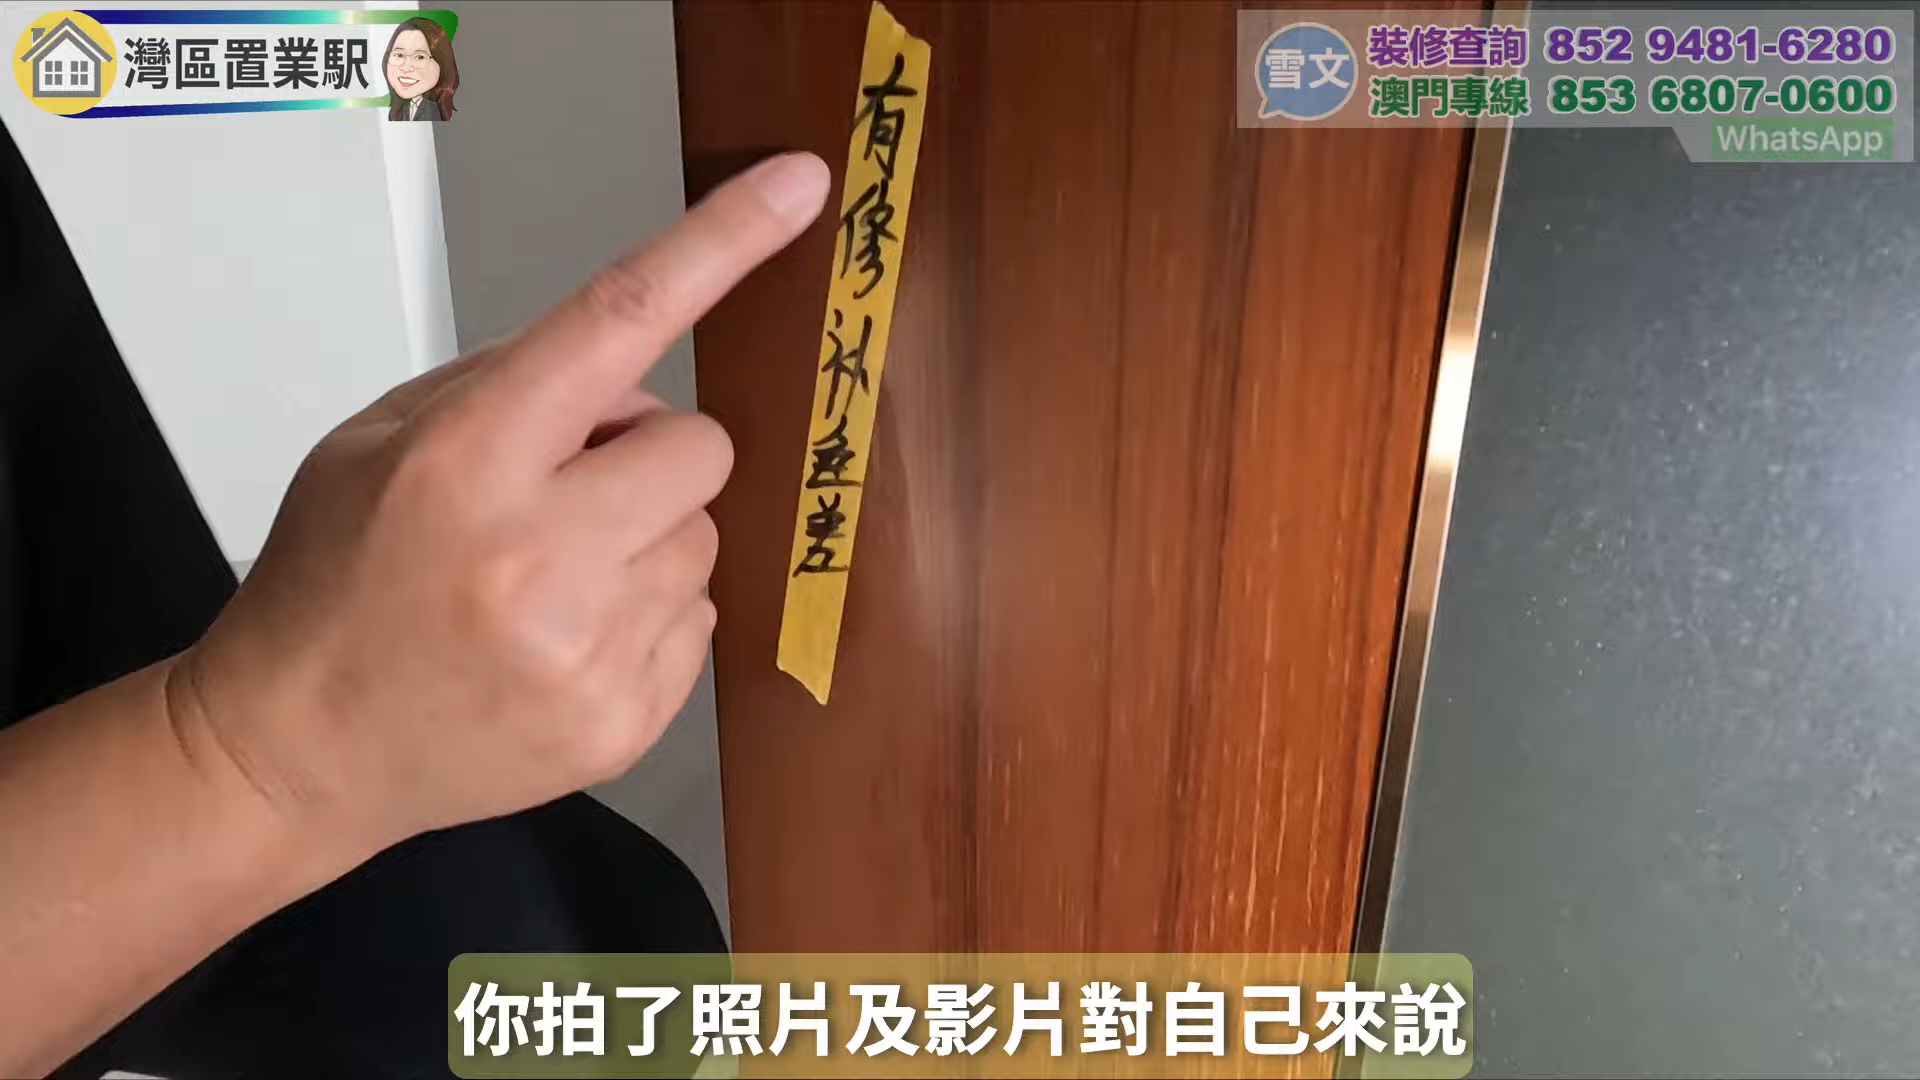 灣區置業駅
雪文
裝修查詢 852 9481-6280
澳門專線 853 6807-0600
WhatsApp
有修补色差
你拍了照片及影片對自己來說